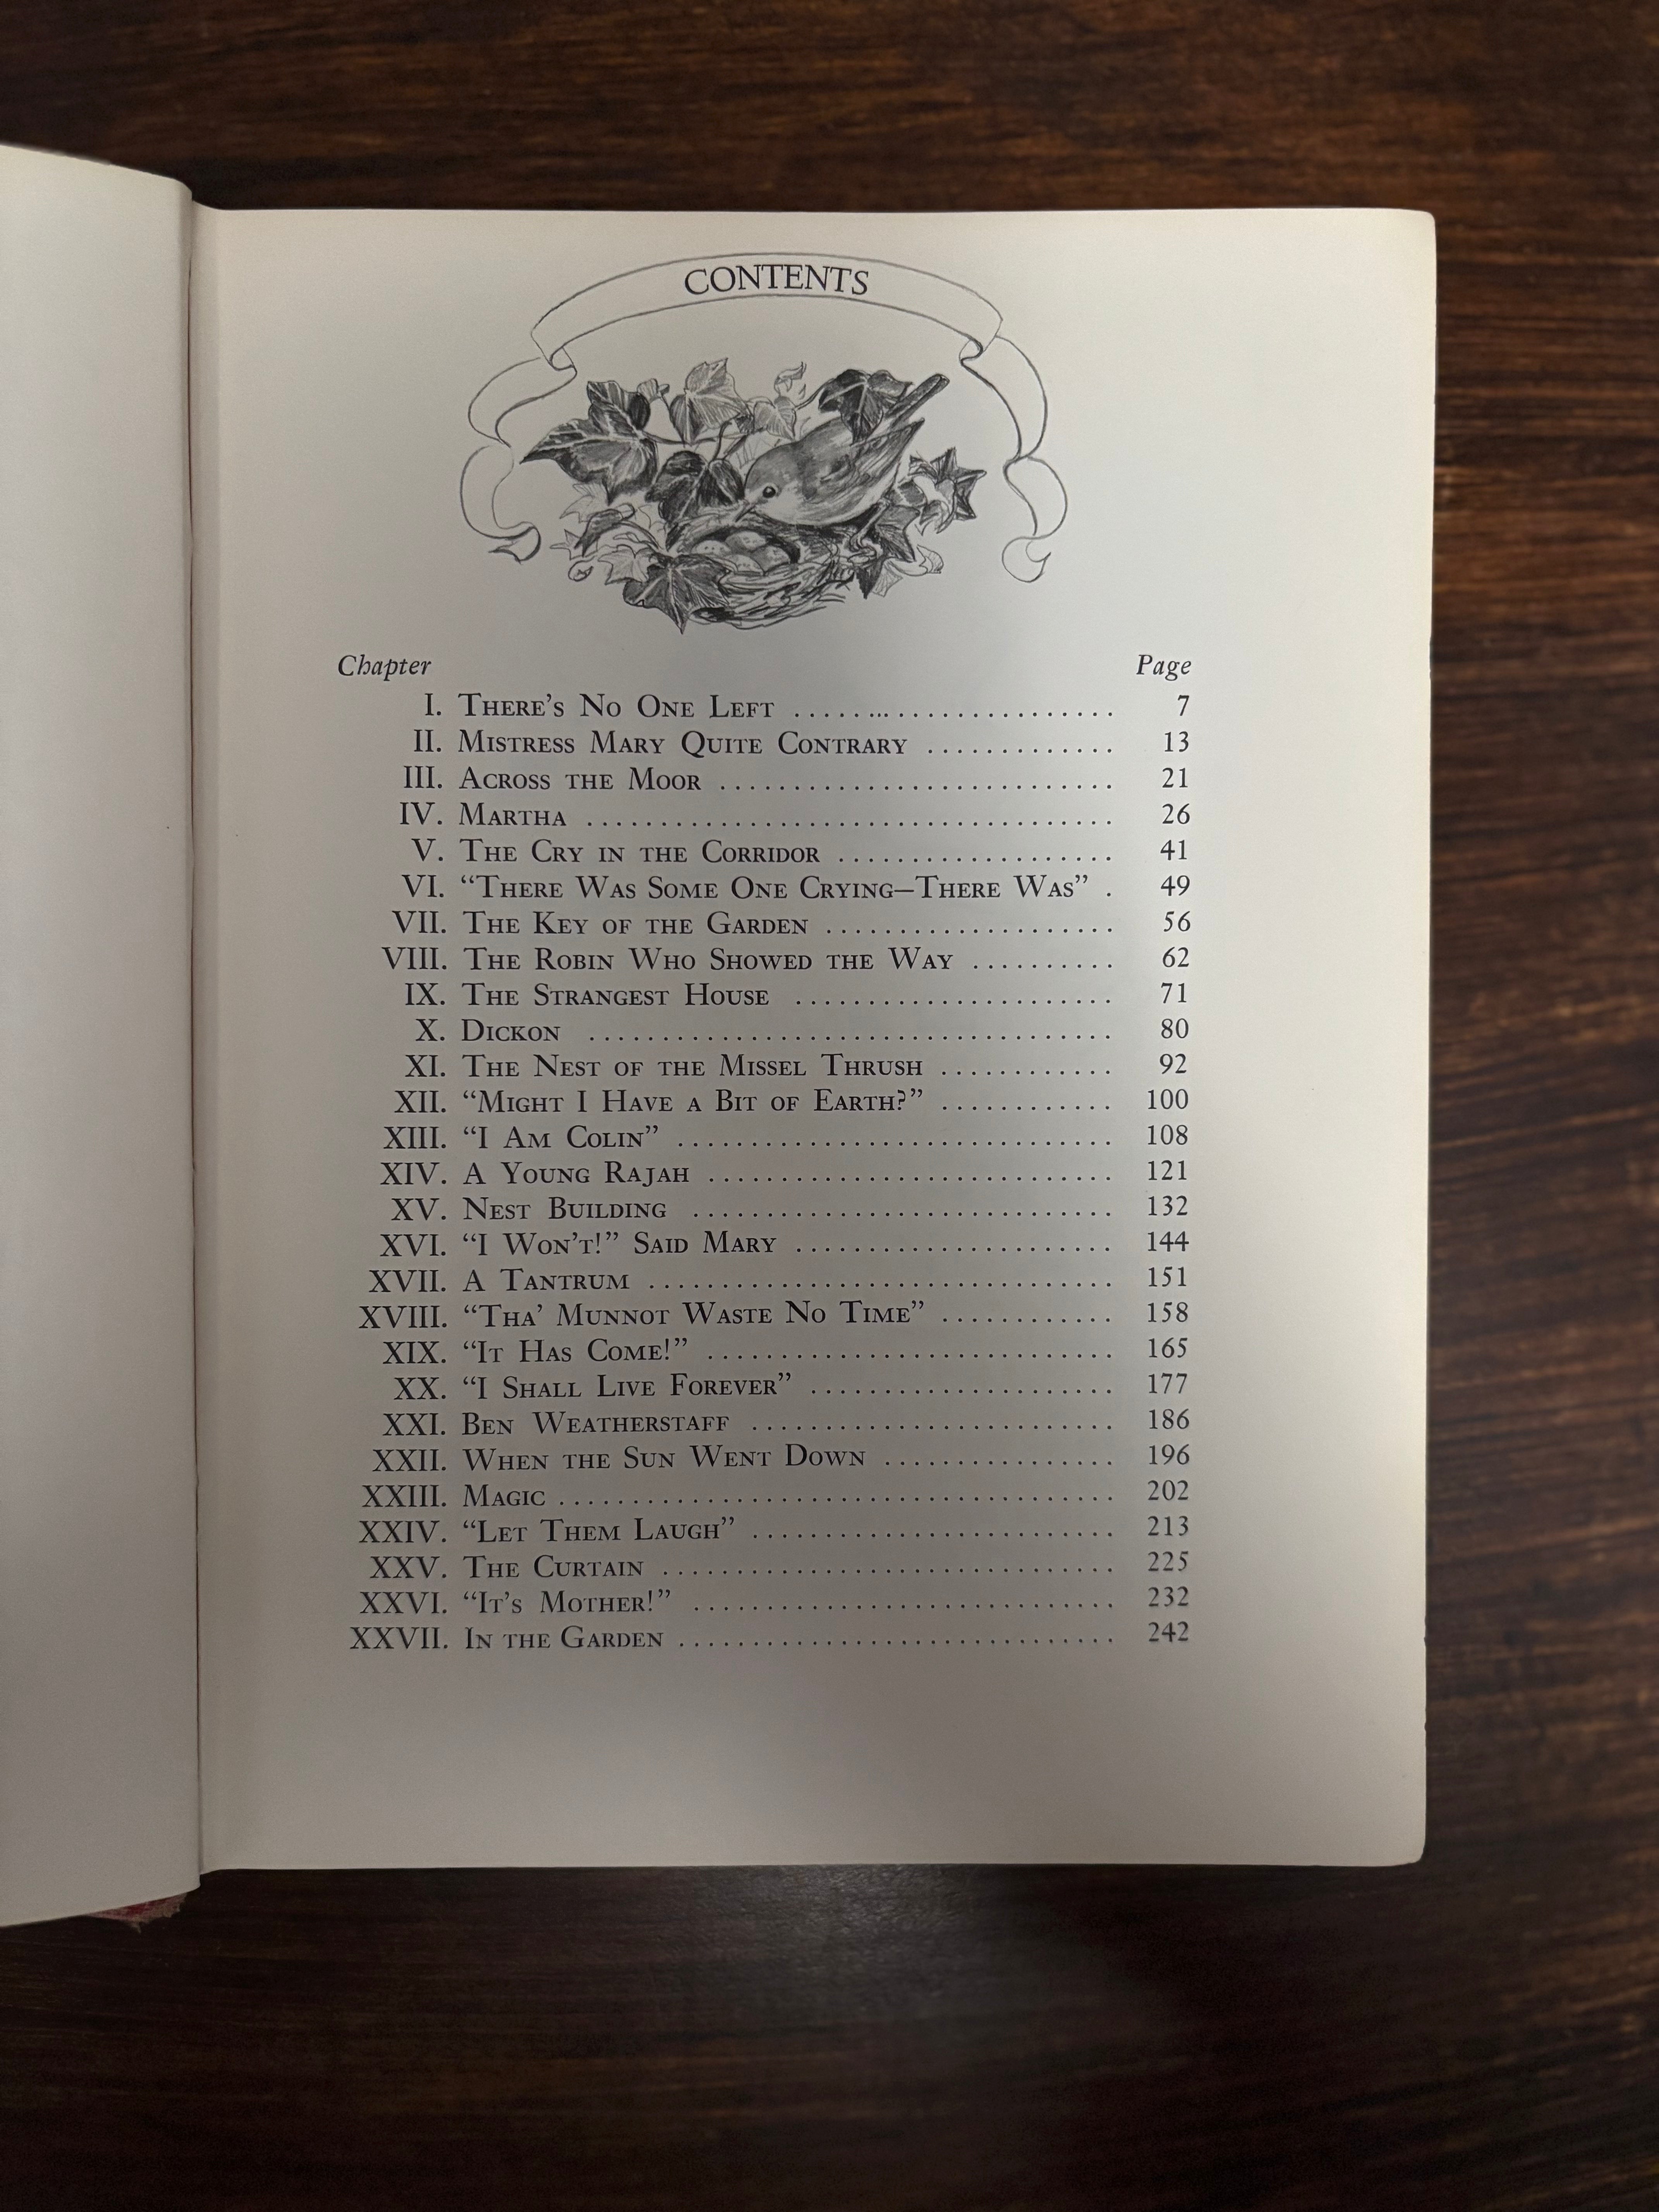 CONTENTS
Chapter Page
I. There's No One Left ..................... 7
II. Mistress Mary Quite Contrary ............. 13
III. Across the Moor ........................... 21
IV. Martha .................................... 26
V. The Cry in the Corridor ................... 41
VI. “There Was Some One Crying—There Was” . 49
VII. The Key of the Garden .................... 56
VIII. The Robin Who Showed the Way .......... 62
IX. The Strangest House ...................... 71
X. Dickon .................................... 80
XI. The Nest of the Missel Thrush ............ 92
XII. “Might I Have a Bit of Earth?” ............ 100
XIII. “I Am Colin” .............................. 108
XIV. A Young Rajah ............................ 121
XV. Nest Building ............................. 132
XVI. “I Won't!” Said Mary ...................... 144
XVII. A Tantrum ................................ 151
XVIII. “Tha' Munnot Waste No Time” ............ 158
XIX. “It Has Come!” ............................ 165
XX. “I Shall Live Forever” ..................... 177
XXI. Ben Weatherstaff ......................... 186
XXII. When the Sun Went Down ................ 196
XXIII. Magic ...................................... 202
XXIV. “Let Them Laugh” ......................... 213
XXV. The Curtain ............................... 225
XXVI. “It's Mother!” ............................. 232
XXVII. In the Garden .............................. 242